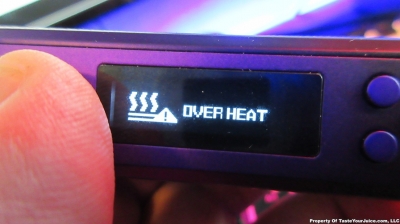 OVER HEAT
Property Of TasteYourJuice.com, LLC